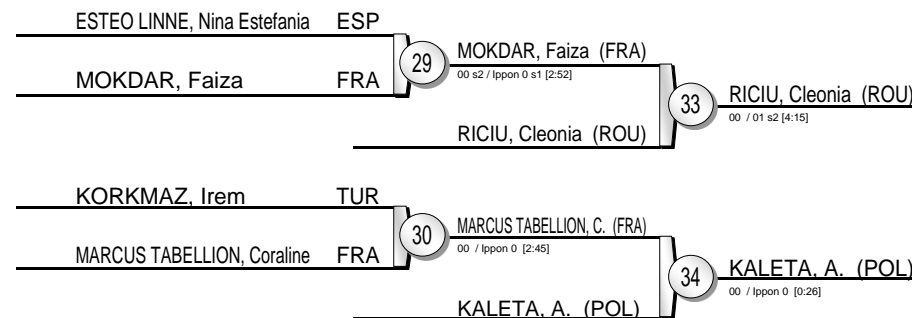 ESTEO LINNE, Nina Estefania ESP
MOKDAR, Faiza FRA
29
MOKDAR, Faiza (FRA)
00 s2 / Ippon 0 s1 [2:52]
RICIU, Cleonia (ROU)
33
RICIU, Cleonia (ROU)
00 / 01 s2 [4:15]
KORKMAZ, Irem TUR
MARCUS TABELLION, Coraline FRA
30
MARCUS TABELLION, C. (FRA)
00 / Ippon 0 [2:45]
KALETA, A. (POL)
34
KALETA, A. (POL)
00 / Ippon 0 [0:26]